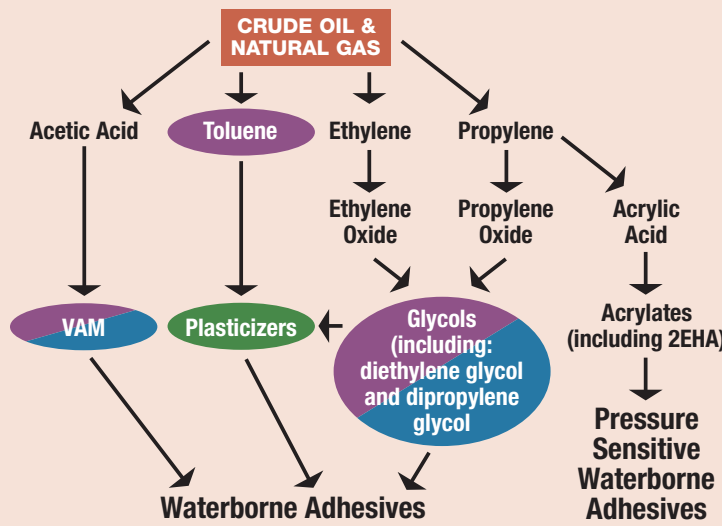 CRUDE OIL &
NATURAL GAS
Acetic Acid
Toluene
Ethylene
Propylene
Ethylene
Oxide
Propylene
Oxide
Acrylic
Acid
VAM
Plasticizers
Glycols
(including:
diethylene glycol
and dipropylene
glycol
Acrylates
(including 2EHA)
Pressure
Sensitive
Waterborne
Adhesives
Waterborne Adhesives